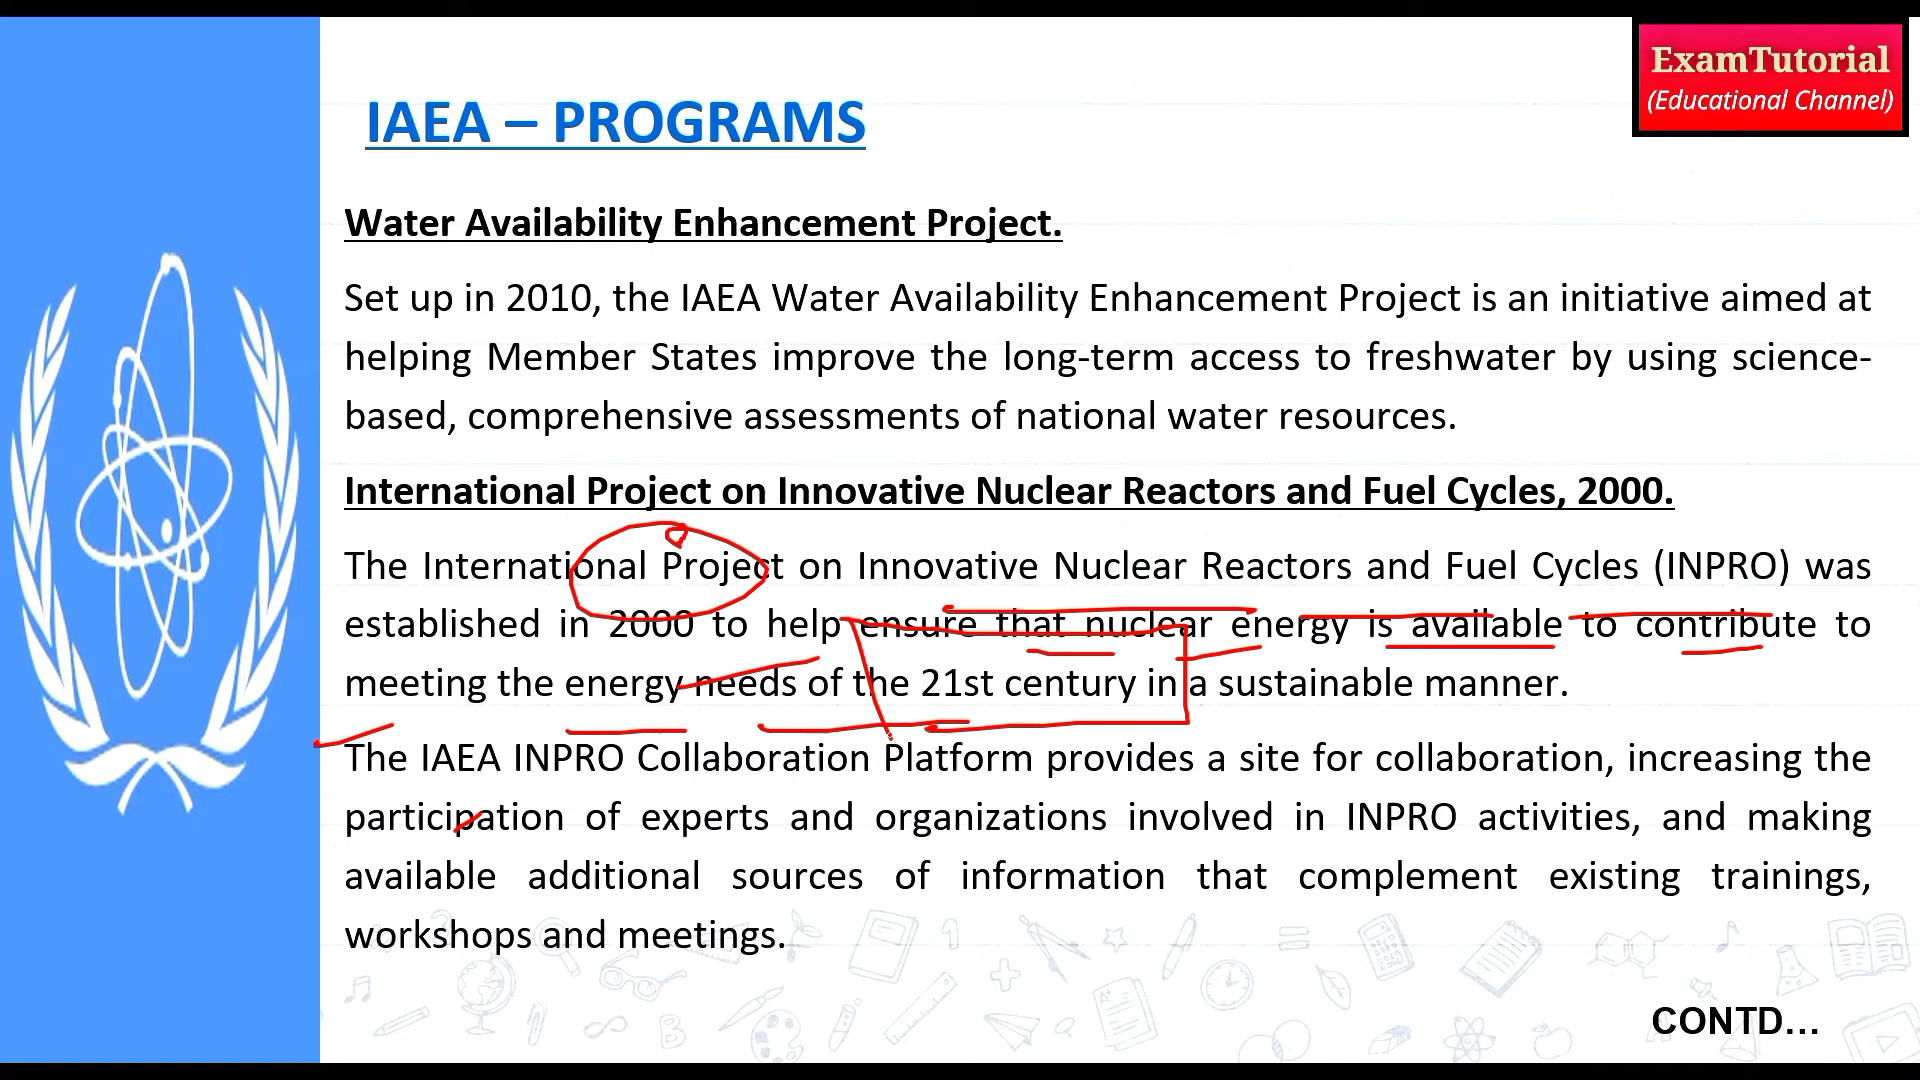 ExamTutorial
(Educational Channel)
IAEA – PROGRAMS
Water Availability Enhancement Project.
Set up in 2010, the IAEA Water Availability Enhancement Project is an initiative aimed at
helping Member States improve the long-term access to freshwater by using science-
based, comprehensive assessments of national water resources.
International Project on Innovative Nuclear Reactors and Fuel Cycles, 2000.
The International Project on Innovative Nuclear Reactors and Fuel Cycles (INPRO) was
established in 2000 to help ensure that nuclear energy is available to contribute to
meeting the energy needs of the 21st century in a sustainable manner.
The IAEA INPRO Collaboration Platform provides a site for collaboration, increasing the
participation of experts and organizations involved in INPRO activities, and making
available additional sources of information that complement existing trainings,
workshops and meetings.
CONTD...